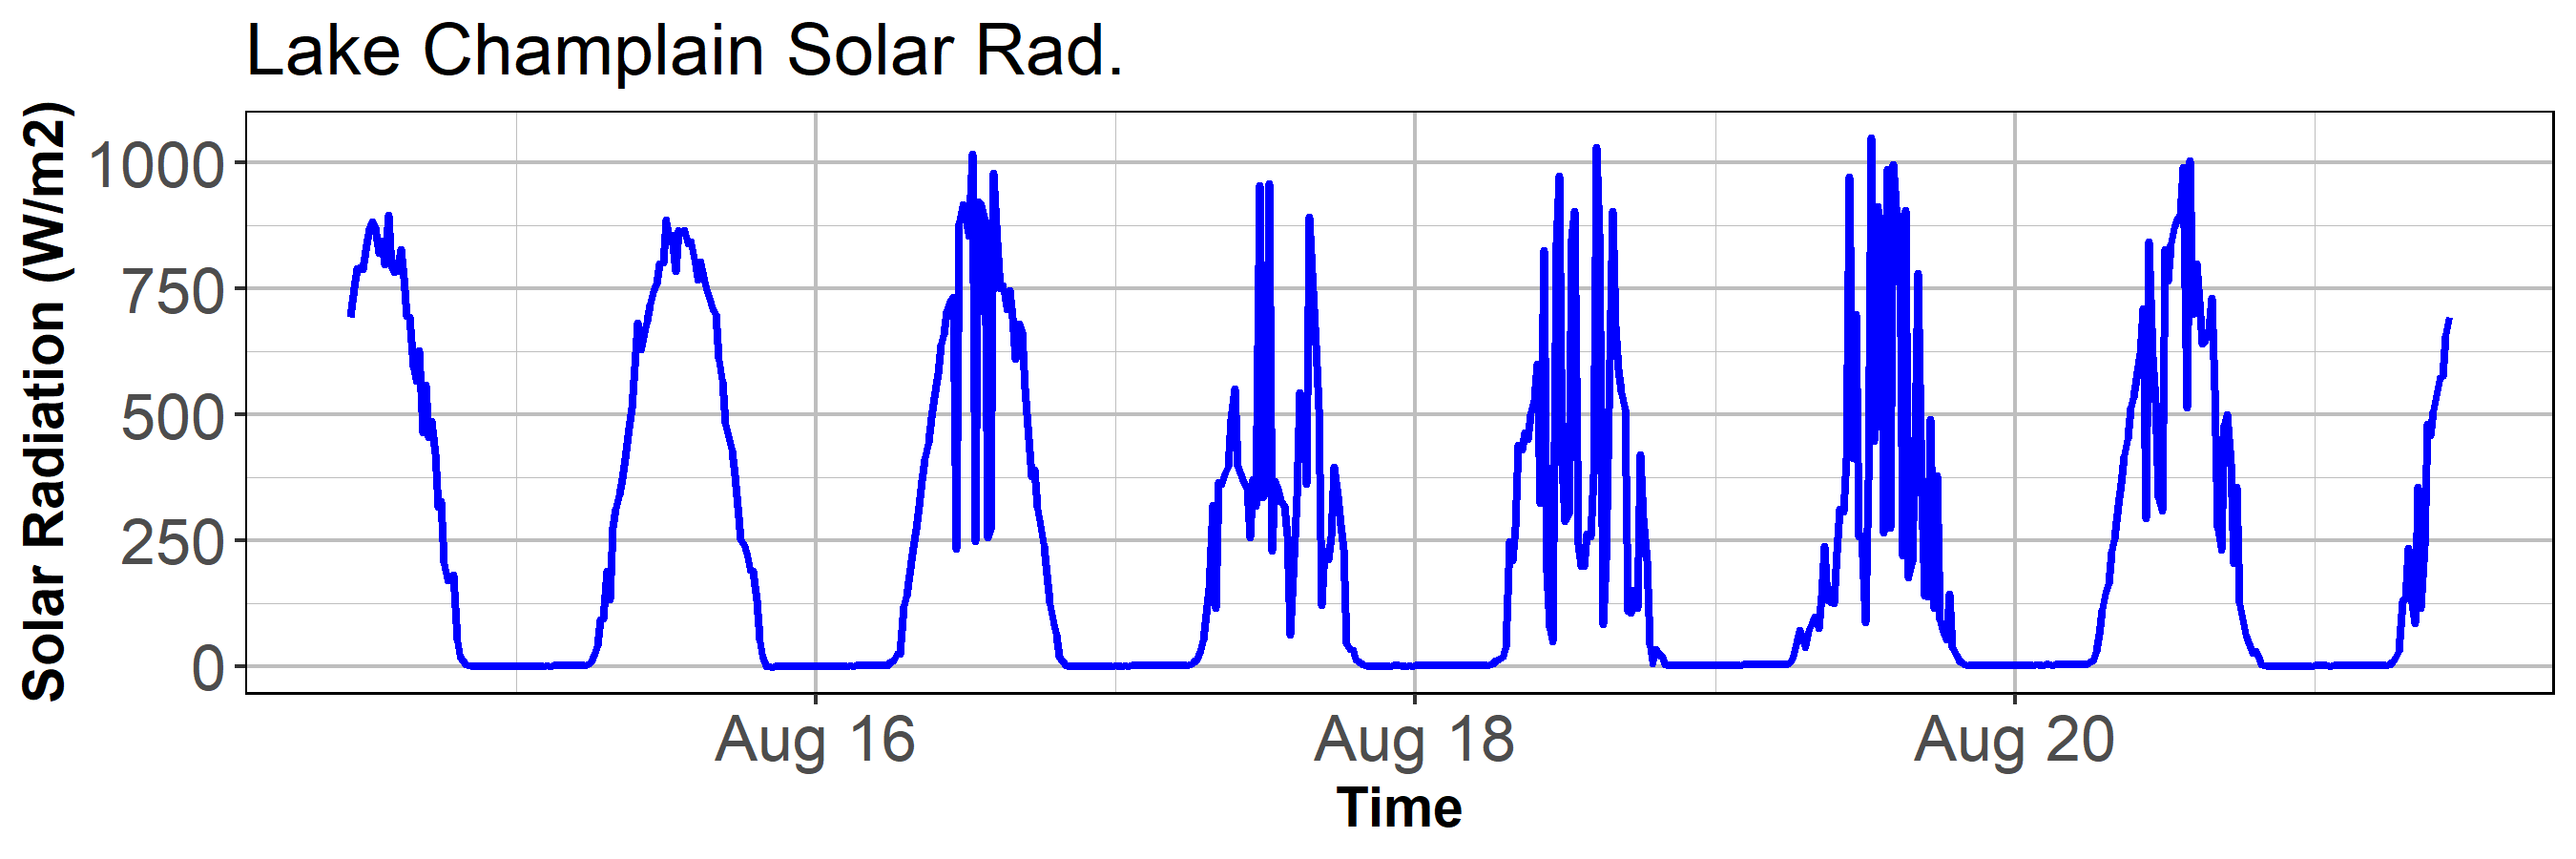 Lake Champlain Solar Rad.
Solar Radiation (W/m2)
1000
750
500
250
0
Aug 16
Aug 18
Aug 20
Time